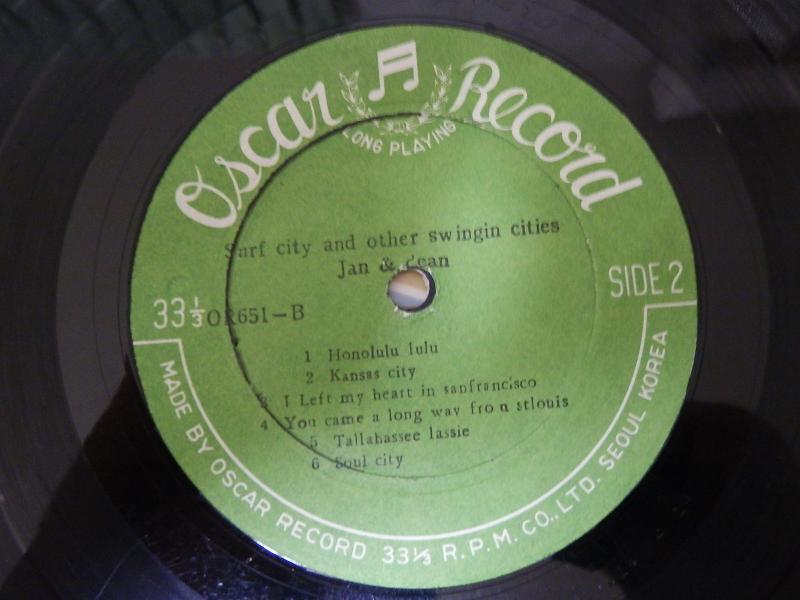 Oscar Record
LONG PLAYING
Surf city and other swingin cities
Jan & dean
SIDE 2
33⅓
OR651-B
1 Honolulu lulu
2 Kansas city
3 I Left my heart in sanfrancisco
4 You came a long way from stlouis
5 Tallahassee lassie
6 Soul city
MADE BY OSCAR RECORD 33⅓ R.P.M. CO.,LTD. SEOUL KOREA